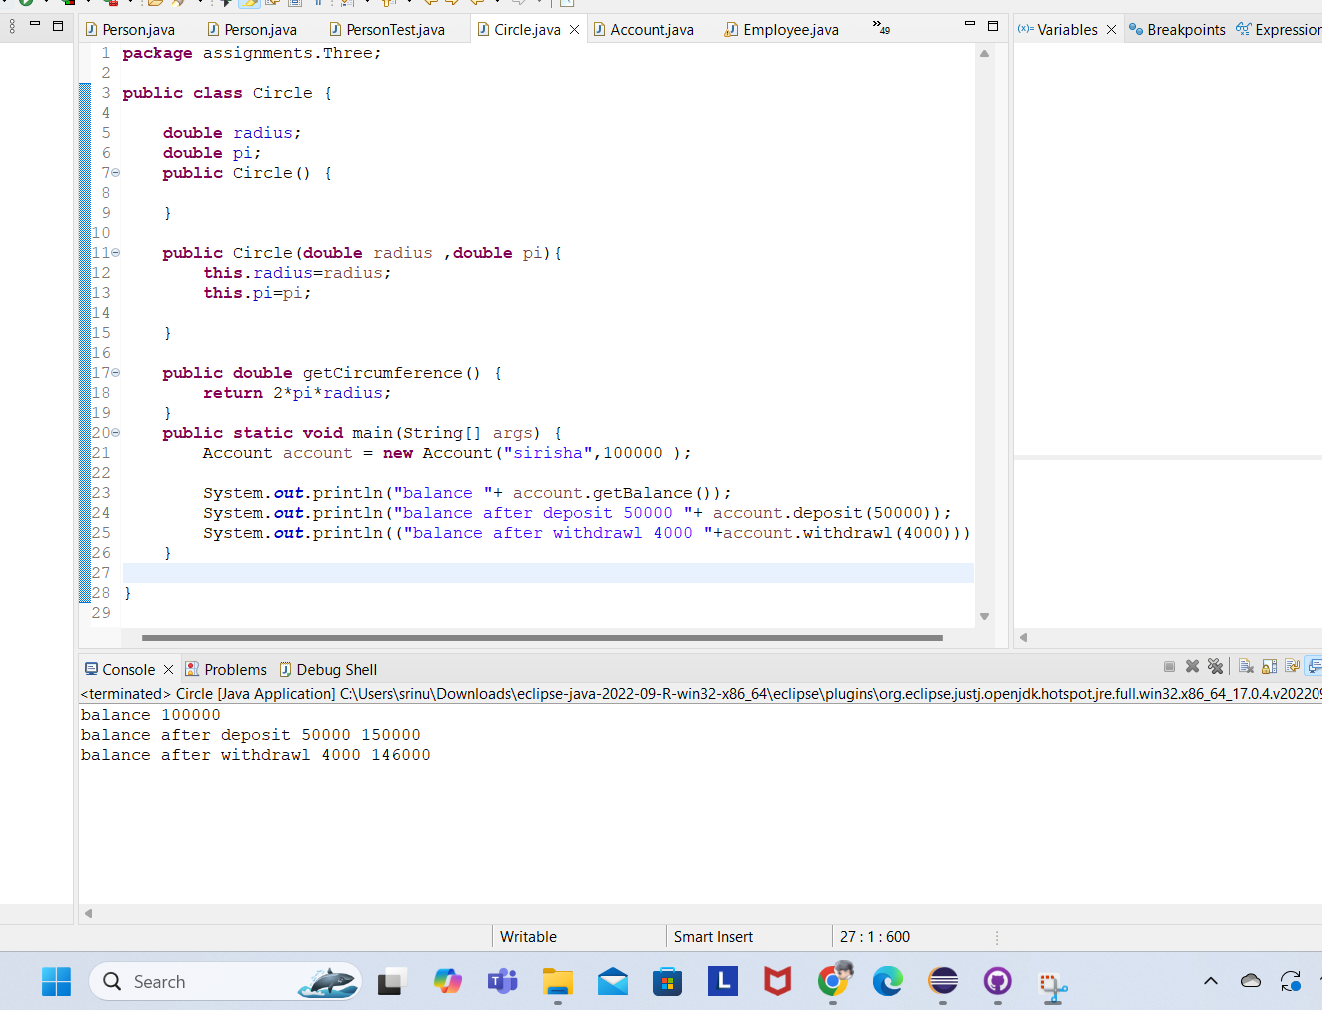 Person.java Person.java PersonTest.java Circle.java Account.java Employee.java »49
(x)= Variables Breakpoints Expression
1 package assignments.Three;
2
3 public class Circle {
4
5 double radius;
6 double pi;
7 public Circle() {
8
9 }
10
11 public Circle(double radius ,double pi){
12 this.radius=radius;
13 this.pi=pi;
14
15 }
16
17 public double getCircumference() {
18 return 2*pi*radius;
19 }
20 public static void main(String[] args) {
21 Account account = new Account("sirisha",100000 );
22
23 System.out.println("balance "+ account.getBalance());
24 System.out.println("balance after deposit 50000 "+ account.deposit(50000));
25 System.out.println(("balance after withdrawl 4000 "+account.withdrawl(4000)))
26 }
27
28 }
29
Console Problems Debug Shell
<terminated> Circle [Java Application] C:\Users\srinu\Downloads\eclipse-java-2022-09-R-win32-x86_64\eclipse\plugins\org.eclipse.justj.openjdk.hotspot.jre.full.win32.x86_64_17.0.4.v202209
balance 100000
balance after deposit 50000 150000
balance after withdrawl 4000 146000
Writable Smart Insert 27 : 1 : 600
Search
L